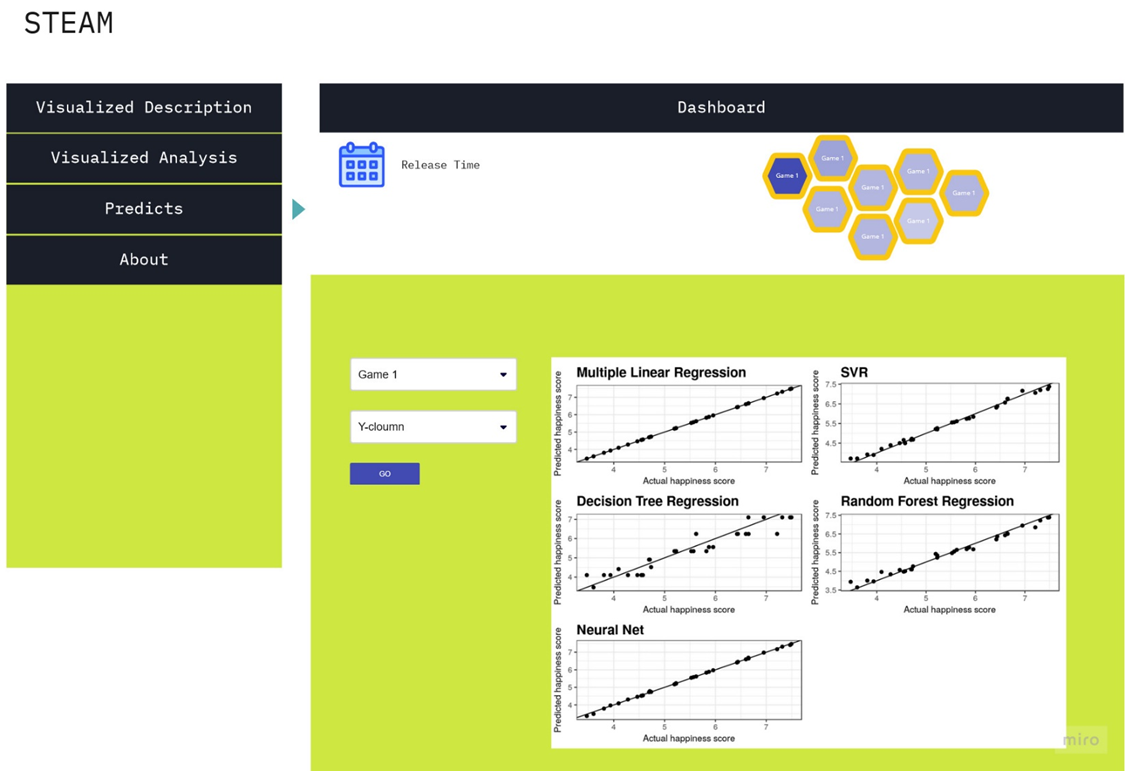 STEAM
Visualized Description
Visualized Analysis
Predicts
About
Dashboard
Release Time
Game 1
Game 1
Game 1
Game 1
Game 1
Game 1
Game 1
Game 1
Game 1
Y-cloumn
GO
Multiple Linear Regression
Predicted happiness score
7
6
5
4
4 5 6 7
Actual happiness score
SVR
Predicted happiness score
7.5
6.5
5.5
4.5
4 5 6 7
Actual happiness score
Decision Tree Regression
Predicted happiness score
7
6
5
4
4 5 6 7
Actual happiness score
Random Forest Regression
Predicted happiness score
7.5
6.5
5.5
4.5
3.5
4 5 6 7
Actual happiness score
Neural Net
Predicted happiness score
7
6
5
4
4 5 6 7
Actual happiness score
miro